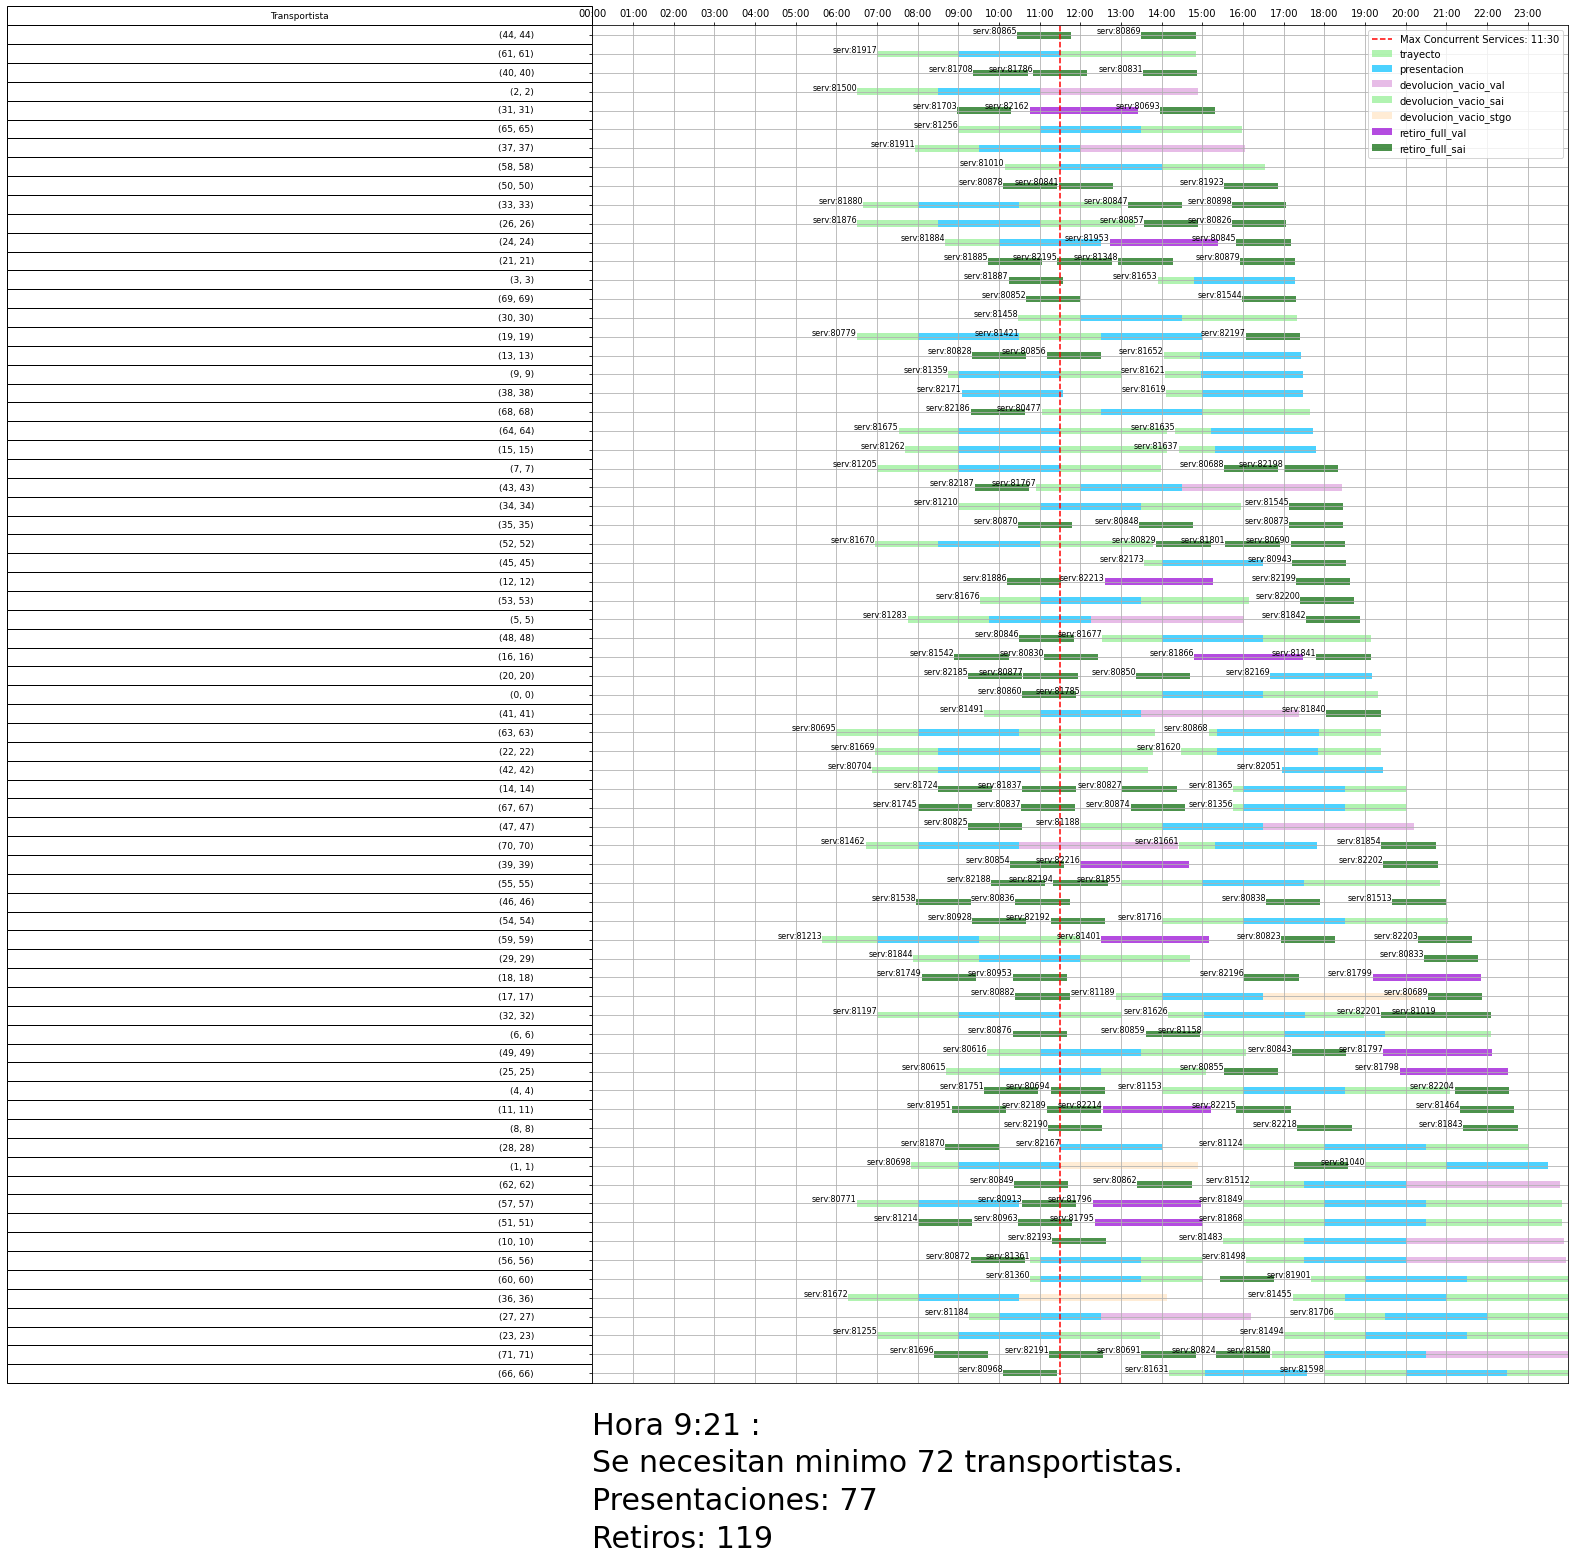 Transportista
00:00 01:00 02:00 03:00 04:00 05:00 06:00 07:00 08:00 09:00 10:00 11:00 12:00 13:00 14:00 15:00 16:00 17:00 18:00 19:00 20:00 21:00 22:00 23:00
Max Concurrent Services: 11:30
trayecto
presentacion
devolucion_vacio_val
devolucion_vacio_sai
devolucion_vacio_stgo
retiro_full_val
retiro_full_sai
(44, 44) serv:80865 serv:80869
(61, 61) serv:81917
(40, 40) serv:81708 serv:81786 serv:80831
(2, 2) serv:81500
(31, 31) serv:81703 serv:82162 serv:80693
(65, 65) serv:81256
(37, 37) serv:81911
(58, 58) serv:81010
(50, 50) serv:80878 serv:80841 serv:81923
(33, 33) serv:81880 serv:80847 serv:80898
(26, 26) serv:81876 serv:80857 serv:80826
(24, 24) serv:81884 serv:81953 serv:80845
(21, 21) serv:81885 serv:82195 serv:81348 serv:80879
(3, 3) serv:81887 serv:81653
(69, 69) serv:80852 serv:81544
(30, 30) serv:81458
(19, 19) serv:80779 serv:81421 serv:82197
(13, 13) serv:80828 serv:80856 serv:81652
(9, 9) serv:81359 serv:81621
(38, 38) serv:82171 serv:81619
(68, 68) serv:82186 serv:80477
(64, 64) serv:81675 serv:81635
(15, 15) serv:81262 serv:81637
(7, 7) serv:81205 serv:80688 serv:82198
(43, 43) serv:82187 serv:81767
(34, 34) serv:81210 serv:81545
(35, 35) serv:80870 serv:80848 serv:80873
(52, 52) serv:81670 serv:80829 serv:81801 serv:80690
(45, 45) serv:82173 serv:80943
(12, 12) serv:81886 serv:82213 serv:82199
(53, 53) serv:81676 serv:82200
(5, 5) serv:81283 serv:81842
(48, 48) serv:80846 serv:81677
(16, 16) serv:81542 serv:80830 serv:81866 serv:81841
(20, 20) serv:82185 serv:80877 serv:80850 serv:82169
(0, 0) serv:80860 serv:81785
(41, 41) serv:81491 serv:81840
(63, 63) serv:80695 serv:80868
(22, 22) serv:81669 serv:81620
(42, 42) serv:80704 serv:82051
(14, 14) serv:81724 serv:81837 serv:80827 serv:81365
(67, 67) serv:81745 serv:80837 serv:80874 serv:81356
(47, 47) serv:80825 serv:81188
(70, 70) serv:81462 serv:81661 serv:81854
(39, 39) serv:80854 serv:82216 serv:82202
(55, 55) serv:82188 serv:82194 serv:81855
(46, 46) serv:81538 serv:80836 serv:80838 serv:81513
(54, 54) serv:80928 serv:82192 serv:81716
(59, 59) serv:81213 serv:81401 serv:80823 serv:82203
(29, 29) serv:81844 serv:80833
(18, 18) serv:81749 serv:80953 serv:82196 serv:81799
(17, 17) serv:80882 serv:81189 serv:80689
(32, 32) serv:81197 serv:81626 serv:82201 serv:81019
(6, 6) serv:80876 serv:80859 serv:81158
(49, 49) serv:80616 serv:80843 serv:81797
(25, 25) serv:80615 serv:80855 serv:81798
(4, 4) serv:81751 serv:80694 serv:81153 serv:82204
(11, 11) serv:81951 serv:82189 serv:82214 serv:82215 serv:81464
(8, 8) serv:82190 serv:82218 serv:81843
(28, 28) serv:81870 serv:82167 serv:81124
(1, 1) serv:80698 serv:81040
(62, 62) serv:80849 serv:80862 serv:81512
(57, 57) serv:80771 serv:80913 serv:81796 serv:81849
(51, 51) serv:81214 serv:80963 serv:81795 serv:81868
(10, 10) serv:82193 serv:81483
(56, 56) serv:80872 serv:81361 serv:81498
(60, 60) serv:81360 serv:81901
(36, 36) serv:81672 serv:81455
(27, 27) serv:81184 serv:81706
(23, 23) serv:81255 serv:81494
(71, 71) serv:81696 serv:82191 serv:80691 serv:80824 serv:81580
(66, 66) serv:80968 serv:81631 serv:81598
Hora 9:21 :
Se necesitan minimo 72 transportistas.
Presentaciones: 77
Retiros: 119